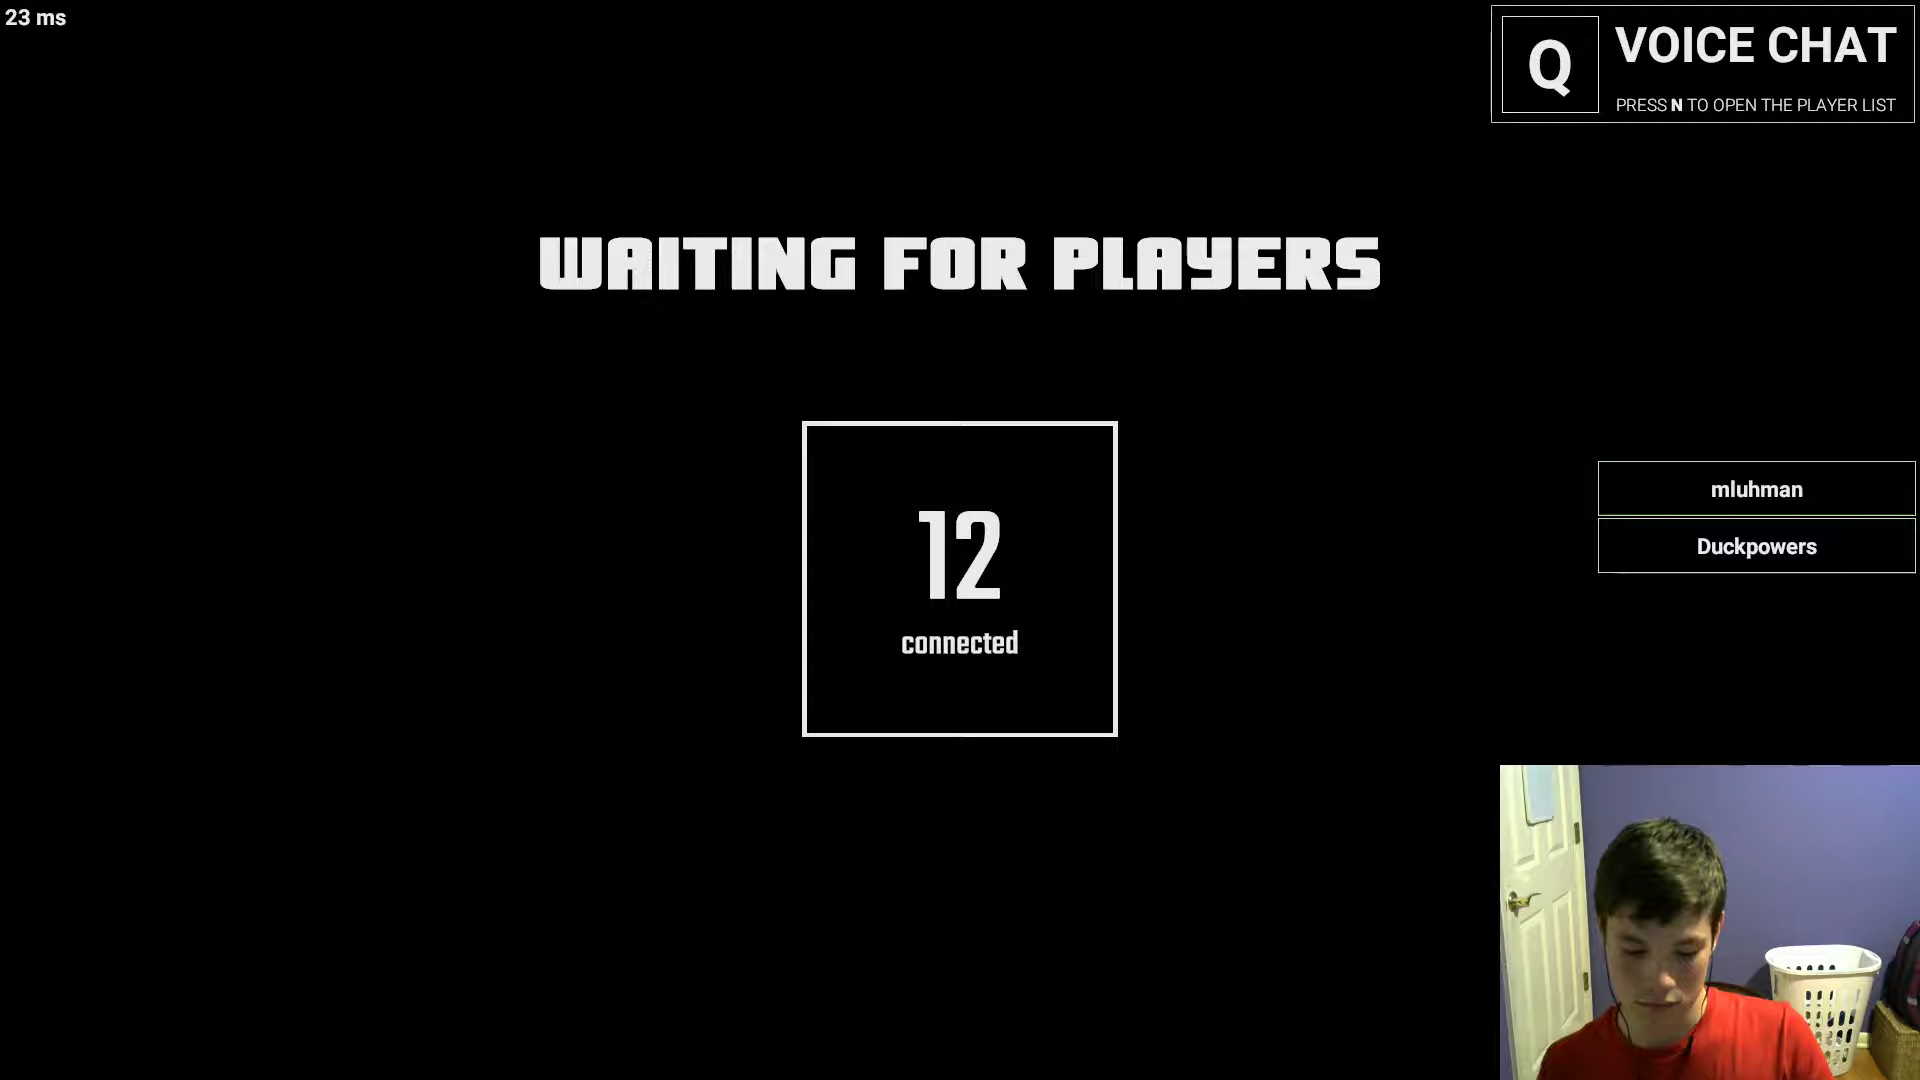 23 ms
Q
VOICE CHAT
PRESS N TO OPEN THE PLAYER LIST
WAITING FOR PLAYERS
12
connected
mluhman
Duckpowers